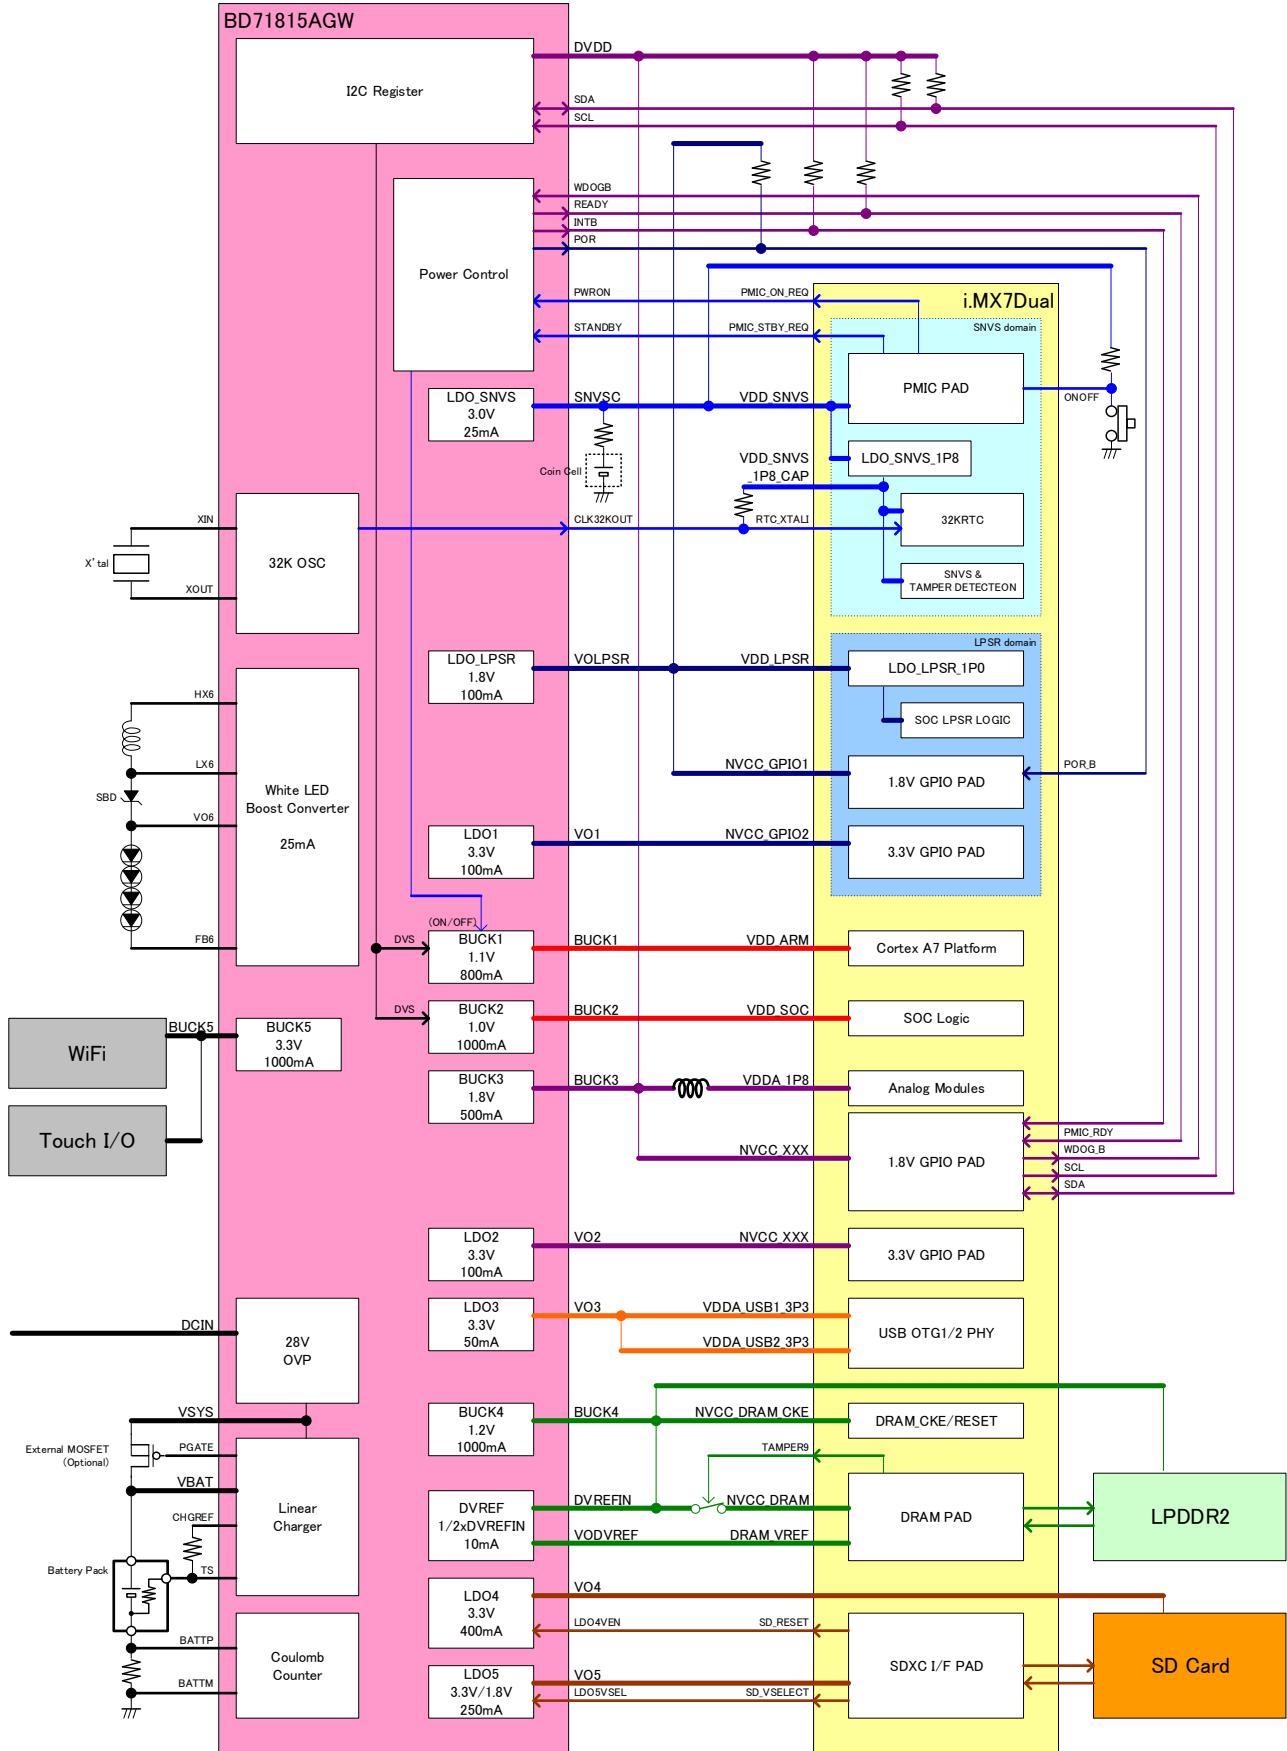 BD71815AGW
DVDD
I2C Register
SDA
SCL
WDOGB
READY
INTB
POR
Power Control
i.MX7Dual
PWRON
PMIC_ON_REQ
SNVS domain
STANDBY
PMIC_STBY_REQ
PMIC PAD
ONOFF
LDO_SNVS
3.0V
25mA
SNVSC
VDD_SNVS
Coin Cell
VDD_SNVS
_1P8_CAP
LDO_SNVS_1P8
XIN
X'tal
XOUT
32K OSC
CLK32KOUT
RTC_XTALI
32KRTC
SNVS &
TAMPER DETECTEON
LPSR domain
LDO_LPSR
1.8V
100mA
VOLPSR
VDD_LPSR
LDO_LPSR_1P0
SOC LPSR LOGIC
HX6
LX6
SBD
VO6
FB6
White LED
Boost Converter
25mA
NVCC_GPIO1
1.8V GPIO PAD
POR_B
LDO1
3.3V
100mA
VO1
NVCC_GPIO2
3.3V GPIO PAD
(ON/OFF)
DVS
BUCK1
1.1V
800mA
BUCK1
VDD_ARM
Cortex A7 Platform
DVS
BUCK2
1.0V
1000mA
BUCK2
VDD_SOC
SOC Logic
WiFi
BUCK5
BUCK5
3.3V
1000mA
Touch I/O
BUCK3
1.8V
500mA
BUCK3
VDDA_1P8
Analog Modules
NVCC_XXX
1.8V GPIO PAD
PMIC_RDY
WDOG_B
SCL
SDA
LDO2
3.3V
100mA
VO2
NVCC_XXX
3.3V GPIO PAD
DCIN
28V
OVP
LDO3
3.3V
50mA
VO3
VDDA_USB1_3P3
VDDA_USB2_3P3
USB OTG1/2 PHY
VSYS
External MOSFET
(Optional)
PGATE
VBAT
CHGREF
Battery Pack
TS
Linear
Charger
BUCK4
1.2V
1000mA
BUCK4
NVCC_DRAM_CKE
DRAM_CKE/RESET
TAMPER9
DVREF
1/2xDVREFIN
10mA
DVREFIN
NVCC_DRAM
VODVREF
DRAM_VREF
DRAM PAD
LPDDR2
BATTP
BATTM
Coulomb
Counter
LDO4
3.3V
400mA
VO4
LDO4VEN
SD_RESET
SDXC I/F PAD
SD Card
LDO5
3.3V/1.8V
250mA
VO5
LDO5VSEL
SD_VSELECT